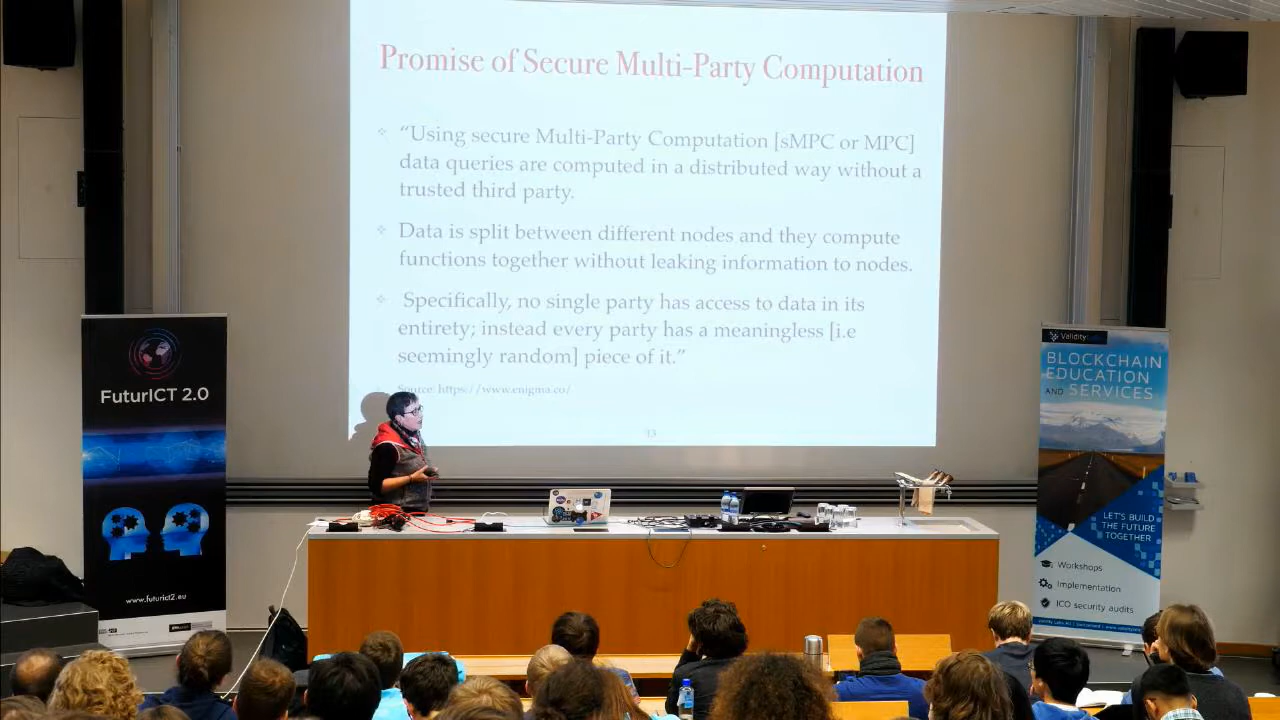 Promise of Secure Multi-Party Computation
“Using secure Multi-Party Computation [sMPC or MPC]
data queries are computed in a distributed way without a
trusted third party.
Data is split between different nodes and they compute
functions together without leaking information to nodes.
Specifically, no single party has access to data in its
entirety; instead every party has a meaningless [i.e
seemingly random] piece of it.”
Source: https://www.enigma.co/
13
FuturICT 2.0
www.futurict2.eu
Validity
BLOCKCHAIN
EDUCATION
AND SERVICES
LET'S BUILD
THE FUTURE
TOGETHER
Workshops
Implementation
ICO security audits